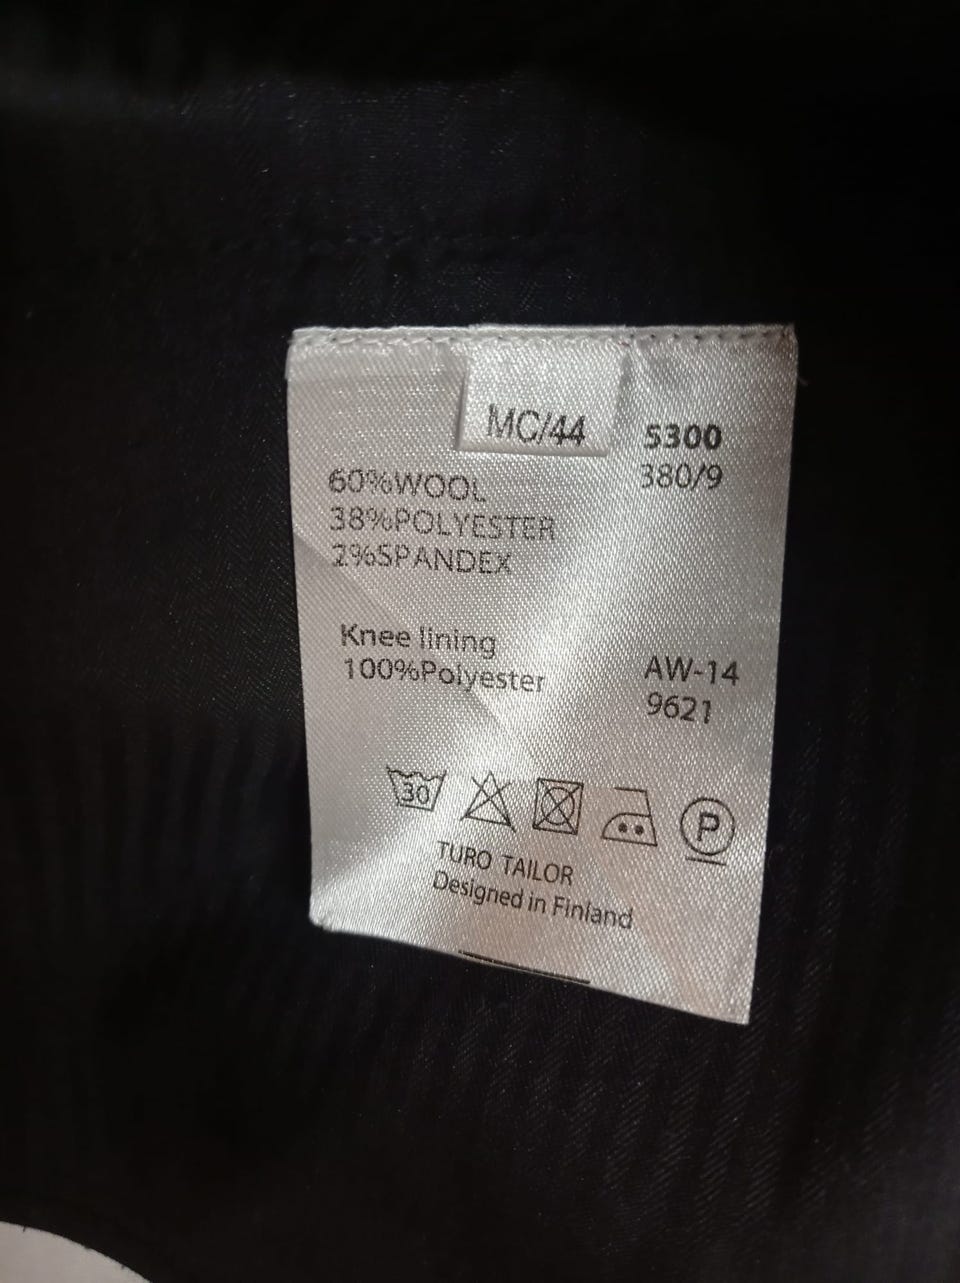 MC/44
5300
380/9
60%WOOL
38%POLYESTER
2%SPANDEX
Knee lining
100%Polyester
AW-14
9621
30
P
TURO TAILOR
Designed in Finland